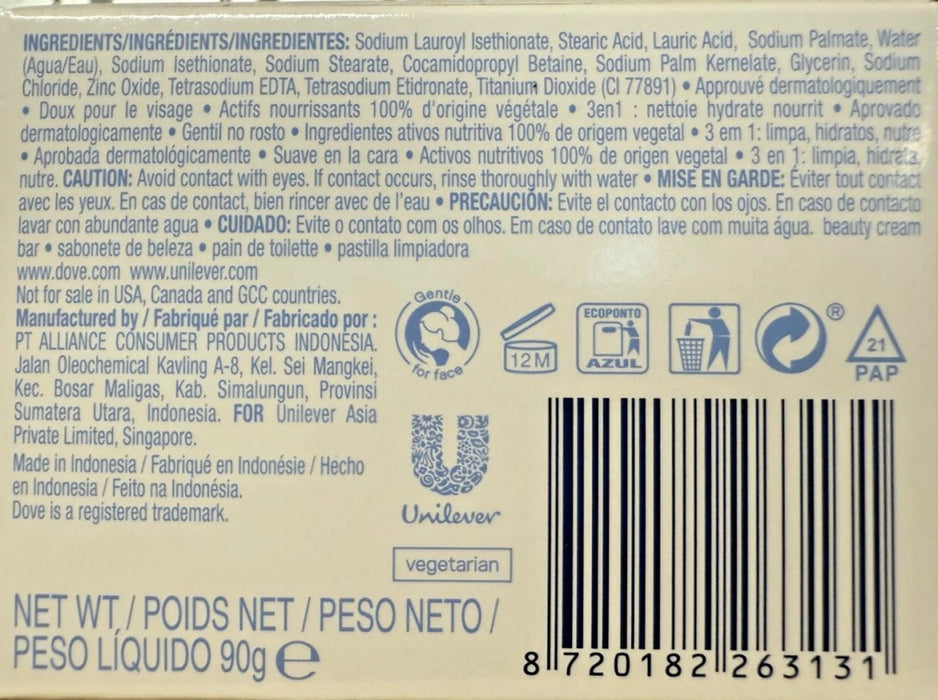 INGREDIENTS/INGRÉDIENTS/INGREDIENTES: Sodium Lauroyl Isethionate, Stearic Acid, Lauric Acid, Sodium Palmate, Water
(Agua/Eau), Sodium Isethionate, Sodium Stearate, Cocamidopropyl Betaine, Sodium Palm Kernelate, Glycerin, Sodium
Chloride, Zinc Oxide, Tetrasodium EDTA, Tetrasodium Etidronate, Titanium Dioxide (CI 77891) • Approuvé dermatologiquement
• Doux pour le visage • Actifs nourrissants 100% d'origine végétale • 3en1 : nettoie hydrate nourrit • Aprovado
dermatologicamente • Gentil no rosto • Ingredientes ativos nutritiva 100% de origem vegetal • 3 em 1: limpa, hidratos, nutre
• Aprobada dermatológicamente • Suave en la cara • Activos nutritivos 100% de origen vegetal • 3 en 1: limpia, hidrata,
nutre. CAUTION: Avoid contact with eyes. If contact occurs, rinse thoroughly with water • MISE EN GARDE: Éviter tout contact
avec les yeux. En cas de contact, bien rincer avec de l'eau • PRECAUCIÓN: Evite el contacto con los ojos. En caso de contacto
lavar con abundante agua • CUIDADO: Evite o contato com os olhos. Em caso de contato lave com muita água. beauty cream
bar • sabonete de beleza • pain de toilette • pastilla limpiadora
www.dove.com www.unilever.com
Not for sale in USA, Canada and GCC countries.
Manufactured by / Fabriqué par / Fabricado por :
PT ALLIANCE CONSUMER PRODUCTS INDONESIA.
Jalan Oleochemical Kavling A-8, Kel. Sei Mangkei,
Kec. Bosar Maligas, Kab. Simalungun, Provinsi
Sumatera Utara, Indonesia. FOR Unilever Asia
Private Limited, Singapore.
Made in Indonesia / Fabriqué en Indonésie / Hecho
en Indonesia / Feito na Indonésia.
Dove is a registered trademark.
Gentle
for face
12M
ECOPONTO
AZUL
®
21
PAP
Unilever
vegetarian
NET WT / POIDS NET / PESO NETO /
PESO LÍQUIDO 90g e
8 720182 263131